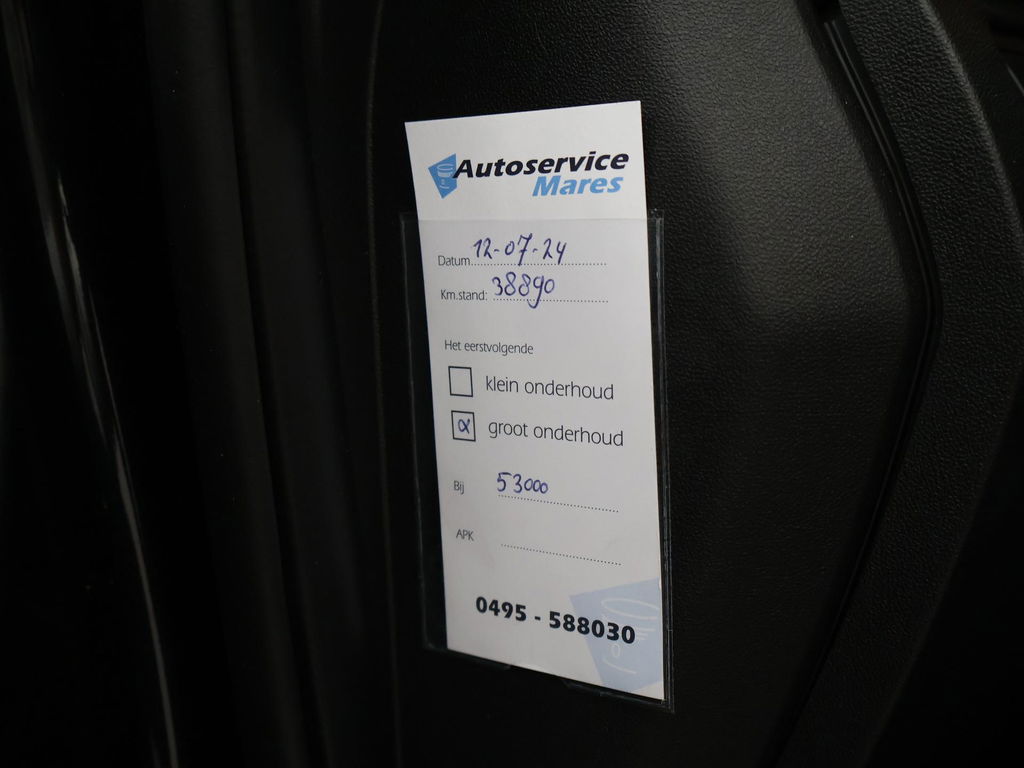 Autoservice
Mares
Datum 12-07-24
Km.stand: 38890
Het eerstvolgende
klein onderhoud
groot onderhoud
Bij 53000
APK
0495 - 588030